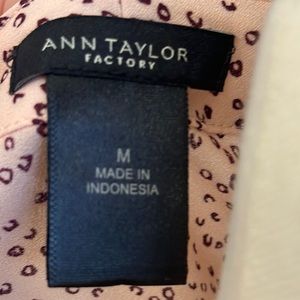 ANN TAYLOR
FACTORY
M
MADE IN
INDONESIA